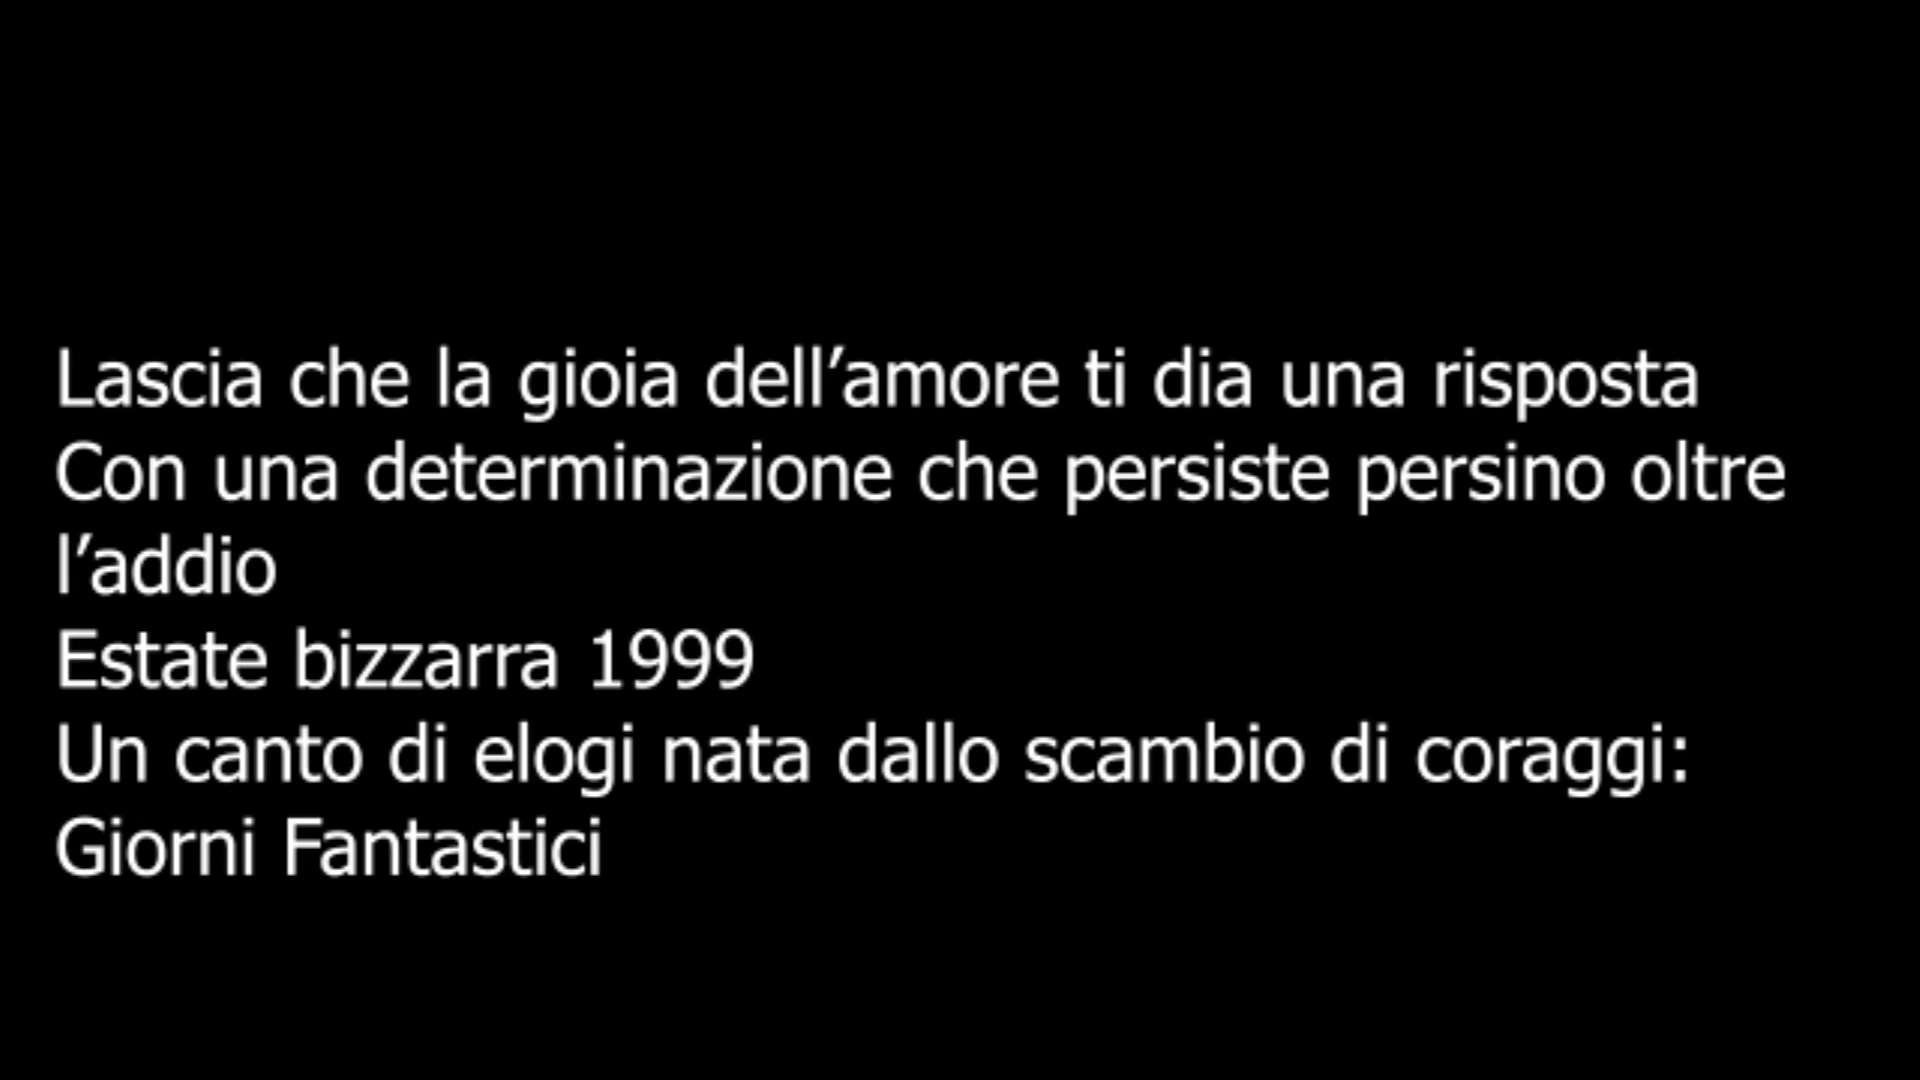 Lascia che la gioia dell’amore ti dia una risposta
Con una determinazione che persiste persino oltre
l’addio
Estate bizzarra 1999
Un canto di elogi nata dallo scambio di coraggi:
Giorni Fantastici